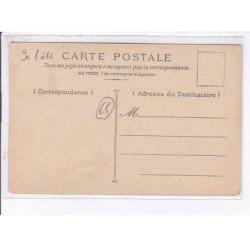 CARTE POSTALE
Tous les pays étrangers n'acceptent pas la correspondance
au recto (se renseigner à la poste)
Correspondance
Adresse du Destinataire
M